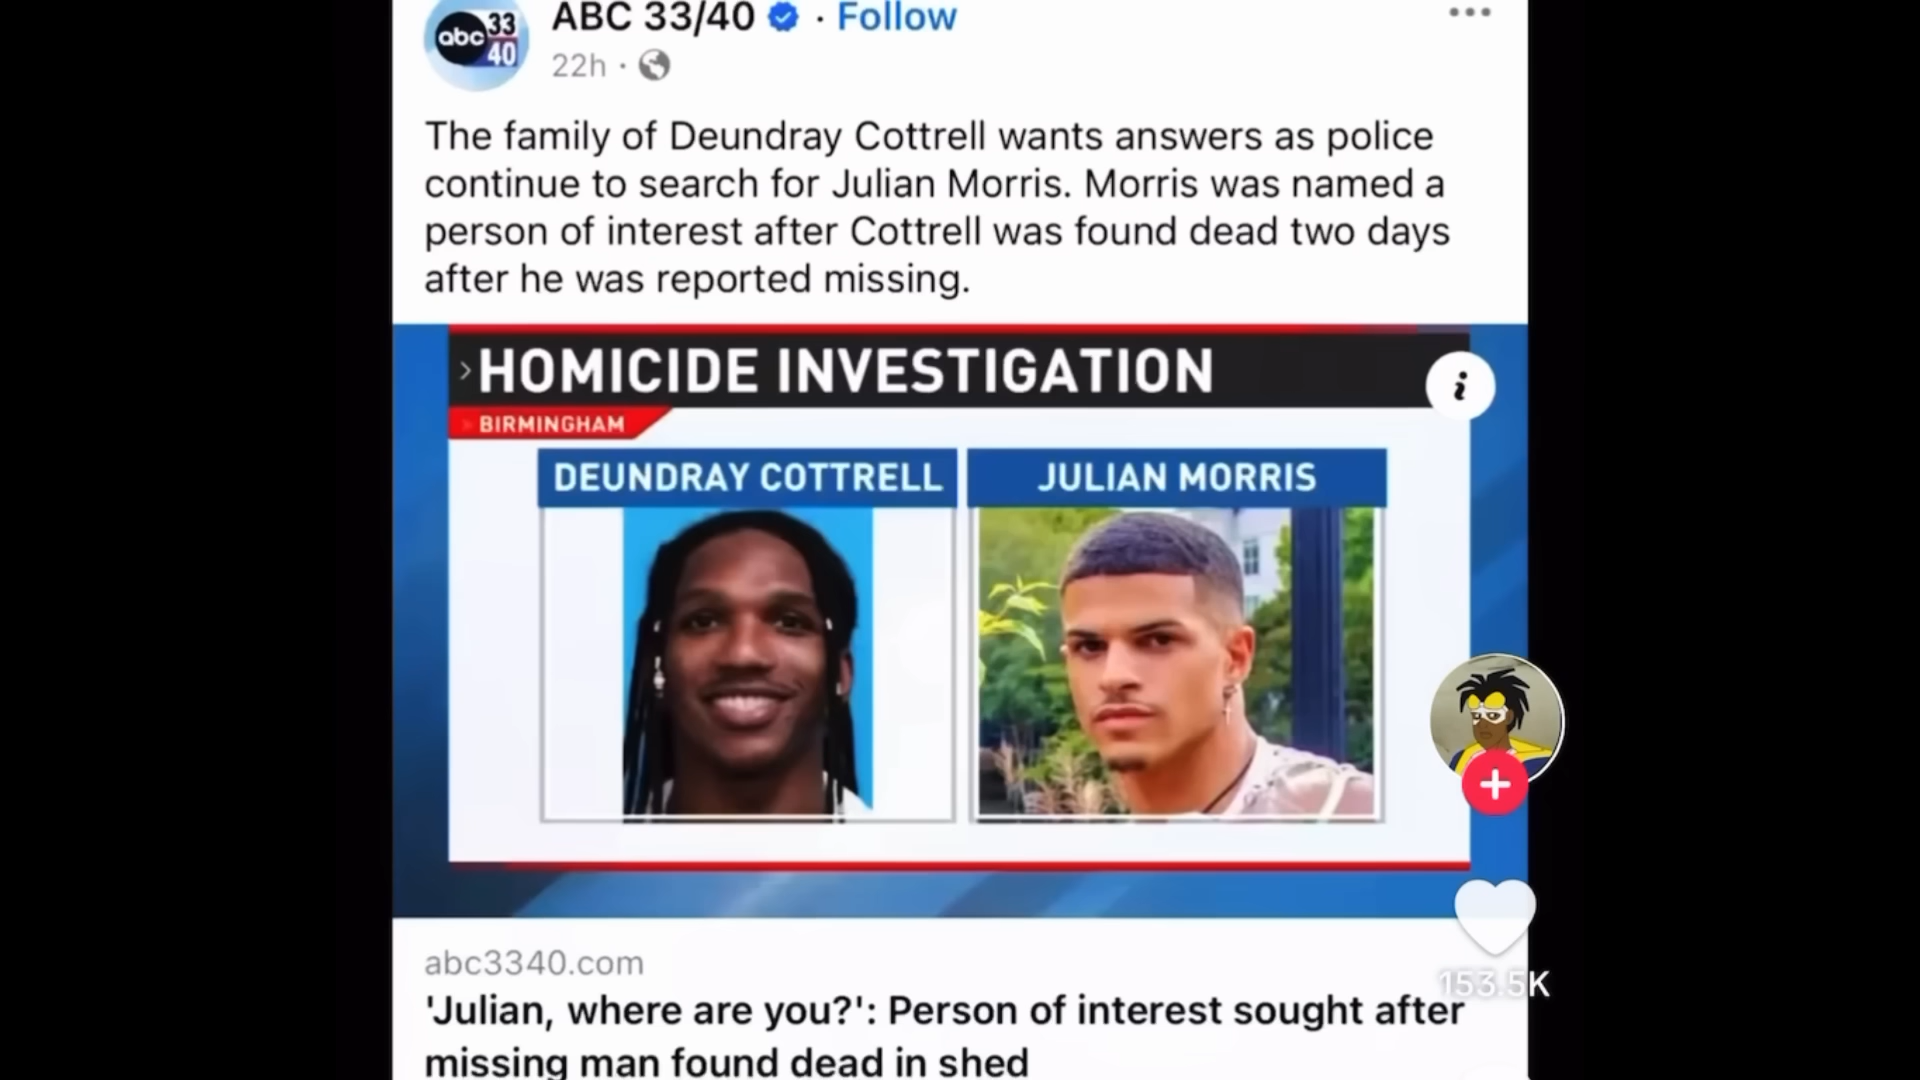 abc 33
40
ABC 33/40 · Follow
22h ·
The family of Deundray Cottrell wants answers as police
continue to search for Julian Morris. Morris was named a
person of interest after Cottrell was found dead two days
after he was reported missing.
HOMICIDE INVESTIGATION
i
BIRMINGHAM
DEUNDRAY COTTRELL
JULIAN MORRIS
153.5K
abc3340.com
'Julian, where are you?': Person of interest sought after
missing man found dead in shed